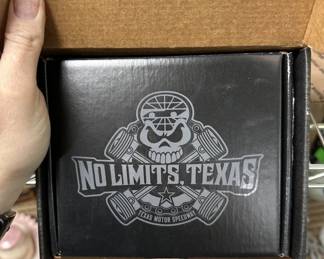 NO LIMITS, TEXAS
TEXAS MOTOR SPEEDWAY